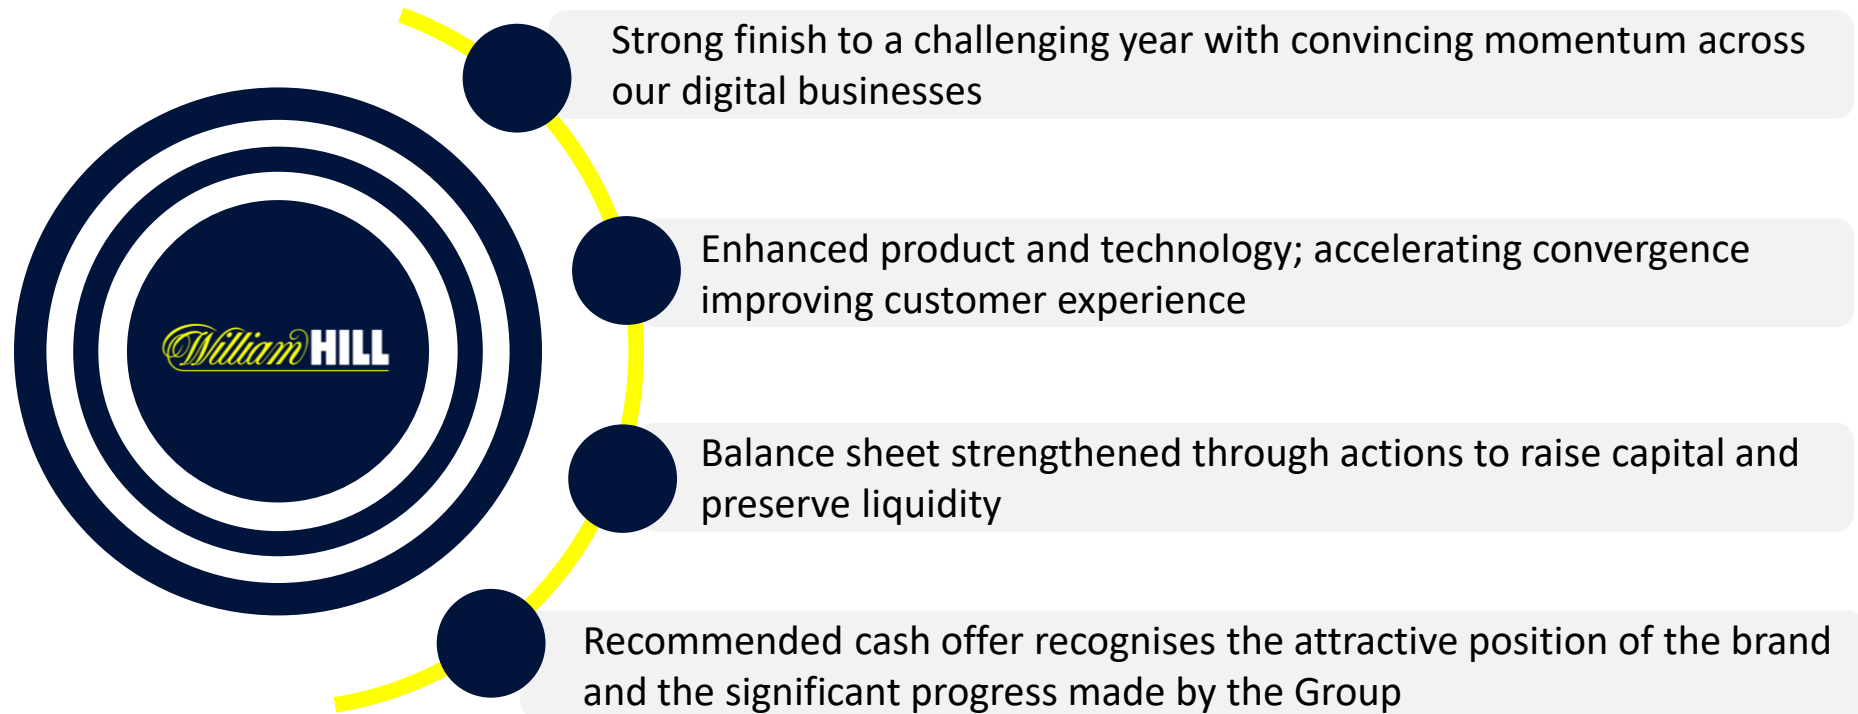 Strong finish to a challenging year with convincing momentum across
our digital businesses
Enhanced product and technology; accelerating convergence
improving customer experience
William HILL
Balance sheet strengthened through actions to raise capital and
preserve liquidity
Recommended cash offer recognises the attractive position of the brand
and the significant progress made by the Group